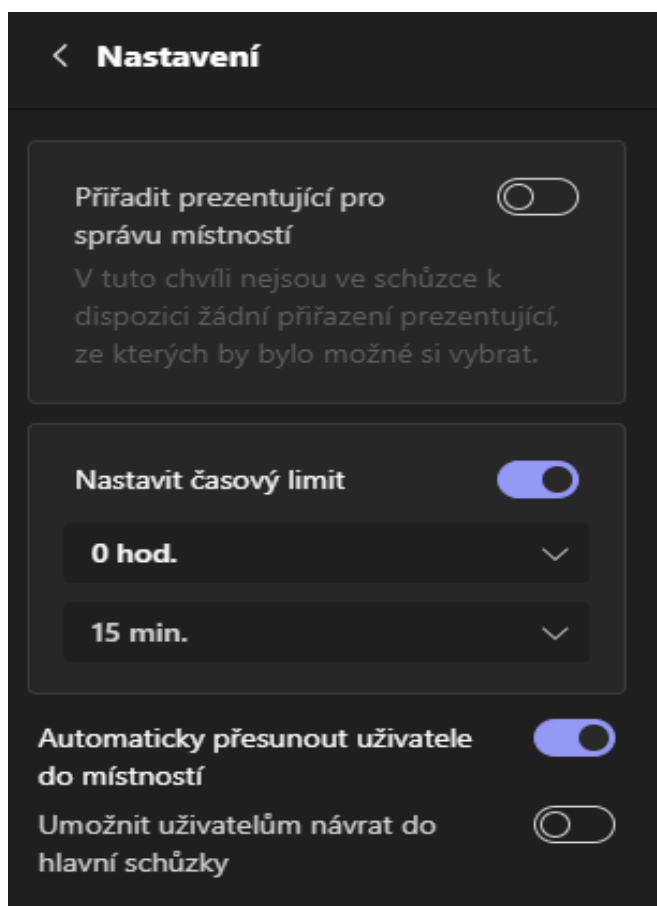 Nastavení
Přiřadit prezentující pro
správu místností
V tuto chvíli nejsou ve schůzce k
dispozici žádní přiřazení prezentující,
ze kterých by bylo možné si vybrat.
Nastavit časový limit
0 hod.
15 min.
Automaticky přesunout uživatele
do místností
Umožnit uživatelům návrat do
hlavní schůzky